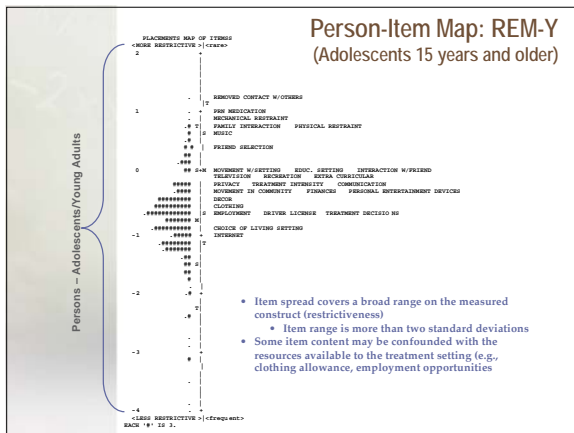 Person-Item Map: REM-Y
(Adolescents 15 years and older)
PLACEMENTS MAP OF ITEMSS
<MORE RESTRICTIVE >|<rare>
2 +
|
|
|
|
|
|
. | REMOVED CONTACT W/OTHERS
|T
1 . + PRN MEDICATION
. | MECHANICAL RESTRAINT
.# T| FAMILY INTERACTION PHYSICAL RESTRAINT
# |S MUSIC
# |
# # | FRIEND SELECTION
## |
.### |
0 ## S+M MOVEMENT W/SETTING EDUC. SETTING INTERACTION W/FRIEND
| TELEVISION RECREATION EXTRA CURRICULAR
##### | PRIVACY TREATMENT INTENSITY COMMUNICATION
.#### | MOVEMENT IN COMMUNITY FINANCES PERSONAL ENTERTAINMENT DEVICES
######### | DECOR
######### | CLOTHING
.############ |S EMPLOYMENT DRIVER LICENSE TREATMENT DECISIO NS
####### M|
.########## | CHOICE OF LIVING SETTING
-1 .##### + INTERNET
.######## |T
.####### |
.## |
## S|
## |
# |
. |
-2 .# +
|
T|
.# |
|
. |
. |
-3 +
# |
|
|
|
|
. |
-4 . +
<LESS RESTRICTIVE >|<frequent>
EACH '#' IS 3.
Persons – Adolescents/Young Adults
• Item spread covers a broad range on the measured
construct (restrictiveness)
• Item range is more than two standard deviations
• Some item content may be confounded with the
resources available to the treatment setting (e.g.,
clothing allowance, employment opportunities